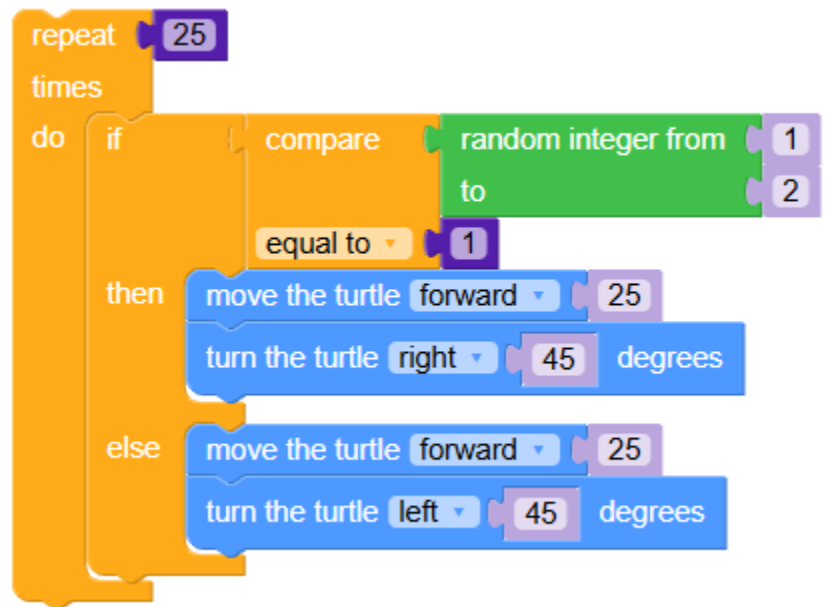 repeat 25
times
do if compare random integer from 1
to 2
equal to 1
then move the turtle forward 25
turn the turtle right 45 degrees
else move the turtle forward 25
turn the turtle left 45 degrees